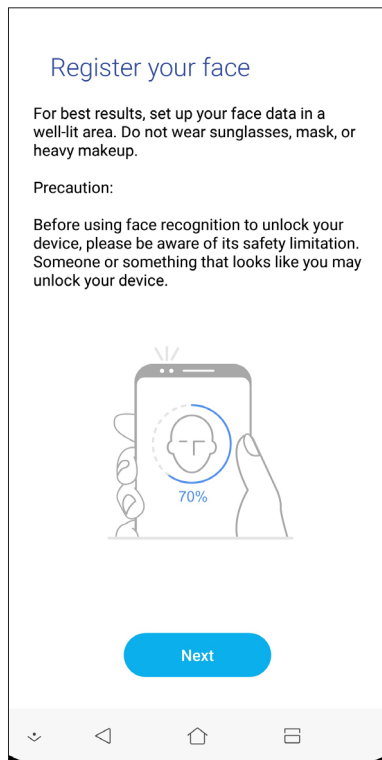 Register your face
For best results, set up your face data in a
well-lit area. Do not wear sunglasses, mask, or
heavy makeup.
Precaution:
Before using face recognition to unlock your
device, please be aware of its safety limitation.
Someone or something that looks like you may
unlock your device.
70%
Next